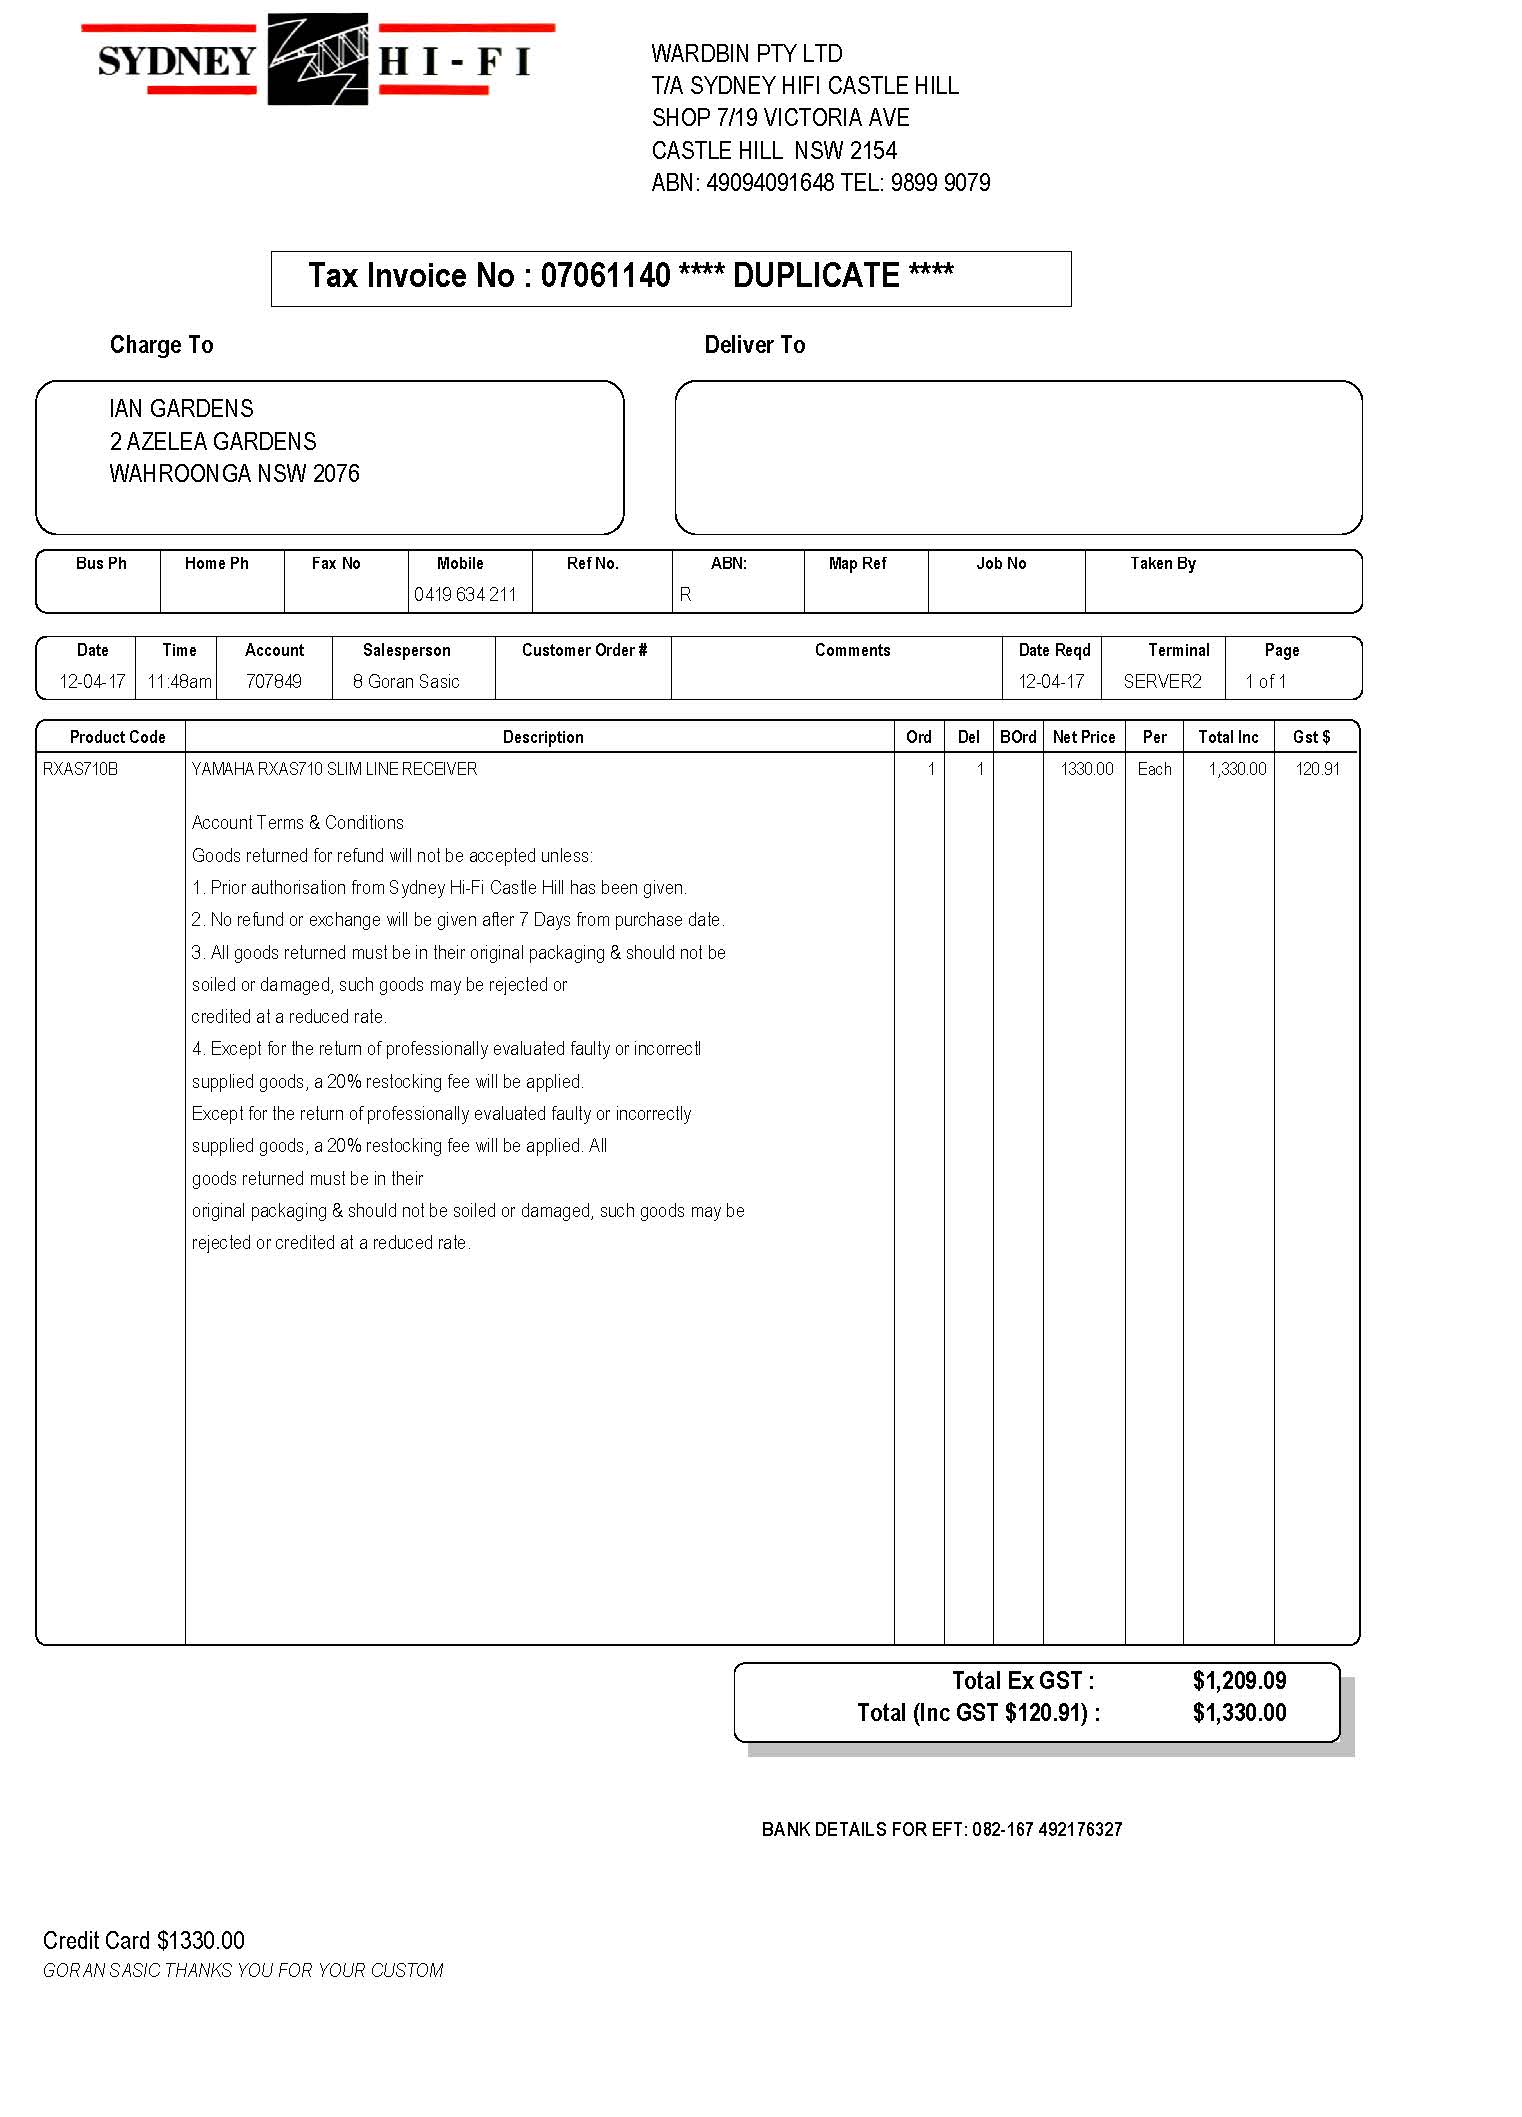 SYDNEY HI-FI
WARDBIN PTY LTD
T/A SYDNEY HIFI CASTLE HILL
SHOP 7/19 VICTORIA AVE
CASTLE HILL  NSW 2154
ABN: 49094091648 TEL: 9899 9079
Tax Invoice No : 07061140 **** DUPLICATE ****
Charge To Deliver To
IAN GARDENS
2 AZELEA GARDENS
WAHROONGA NSW 2076
Bus Ph Home Ph Fax No Mobile Ref No. ABN: Map Ref Job No Taken By
0419 634 211 R
Date Time Account Salesperson Customer Order # Comments Date Reqd Terminal Page
12-04-17 11:48am 707849 8 Goran Sasic 12-04-17 SERVER2 1 of 1
Product Code Description Ord Del BOrd Net Price Per Total Inc Gst $
RXAS710B YAMAHA RXAS710 SLIM LINE RECEIVER 1 1 1330.00 Each 1,330.00 120.91
Account Terms & Conditions
Goods returned for refund will not be accepted unless:
1. Prior authorisation from Sydney Hi-Fi Castle Hill has been given.
2. No refund or exchange will be given after 7 Days from purchase date.
3. All goods returned must be in their original packaging & should not be
soiled or damaged, such goods may be rejected or
credited at a reduced rate.
4. Except for the return of professionally evaluated faulty or incorrectl
supplied goods, a 20% restocking fee will be applied.
Except for the return of professionally evaluated faulty or incorrectly
supplied goods, a 20% restocking fee will be applied. All
goods returned must be in their
original packaging & should not be soiled or damaged, such goods may be
rejected or credited at a reduced rate.
Total Ex GST : $1,209.09
Total (Inc GST $120.91) : $1,330.00
BANK DETAILS FOR EFT: 082-167 492176327
Credit Card $1330.00
GORAN SASIC THANKS YOU FOR YOUR CUSTOM